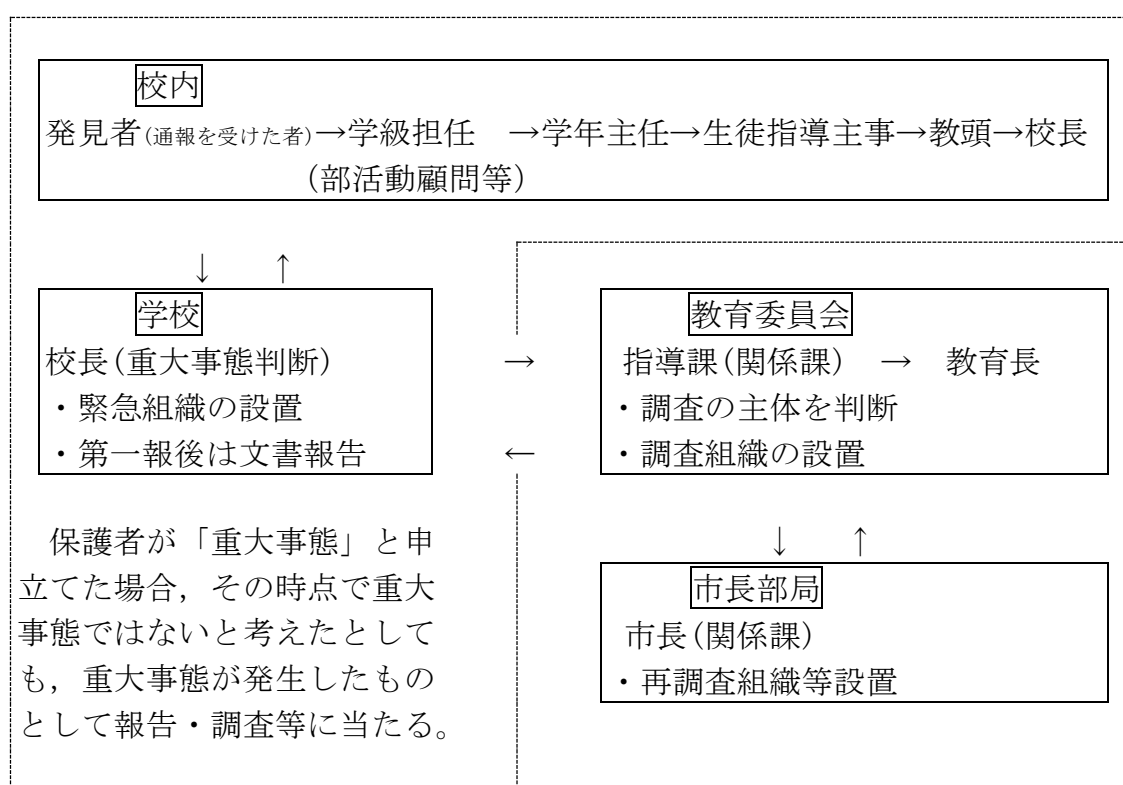 校内
発見者(通報を受けた者)→学級担任　→学年主任→生徒指導主事→教頭→校長
(部活動顧問等)
↓　↑
学校
校長(重大事態判断)
・緊急組織の設置
・第一報後は文書報告
→
←
教育委員会
指導課(関係課)　→　教育長
・調査の主体を判断
・調査組織の設置
保護者が「重大事態」と申
立てた場合，その時点で重大
事態ではないと考えたとして
も，重大事態が発生したもの
として報告・調査等に当たる。
↓　↑
市長部局
市長(関係課)
・再調査組織等設置